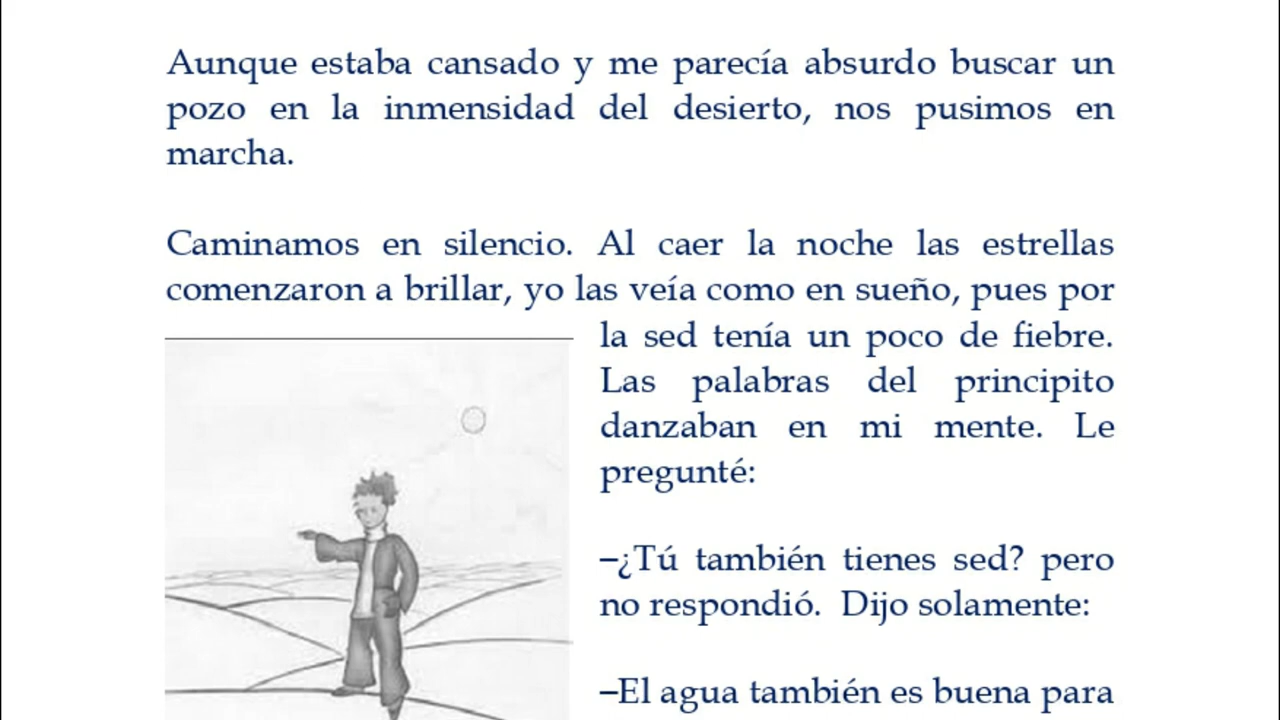 Aunque estaba cansado y me parecía absurdo buscar un
pozo en la inmensidad del desierto, nos pusimos en
marcha.
Caminamos en silencio. Al caer la noche las estrellas
comenzaron a brillar, yo las veía como en sueño, pues por
la sed tenía un poco de fiebre.
Las palabras del principito
danzaban en mi mente. Le
pregunté:
–¿Tú también tienes sed? pero
no respondió. Dijo solamente:
–El agua también es buena para